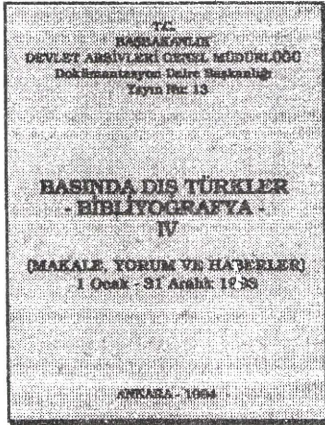 T.C.
BAŞBAKANLIK
DEVLET ARŞİVLERİ GENEL MÜDÜRLÜĞÜ
Dokümantasyon Daire Başkanlığı
Yayın Nu: 13
BASINDA DIŞ TÜRKLER
- BİBLİYOGRAFYA -
IV
(MAKALE, YORUM VE HABERLER)
1 Ocak - 31 Aralık
ANKARA - 1994